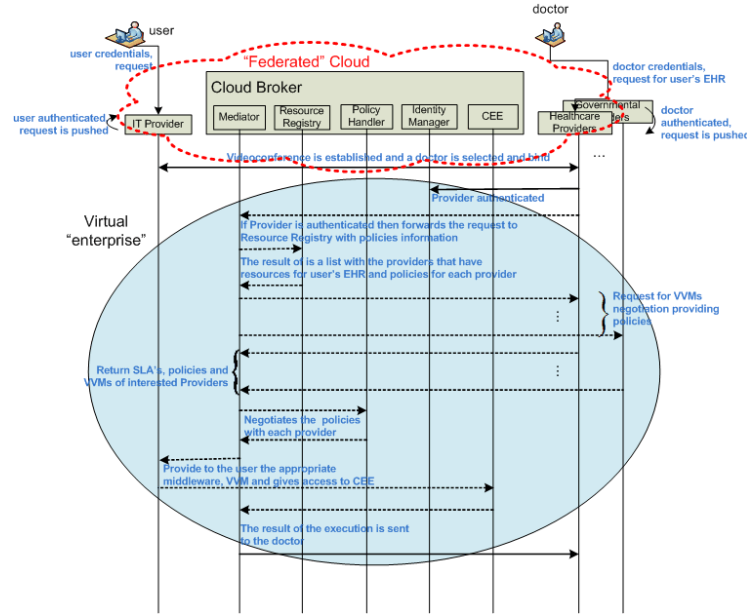 user
doctor
user credentials,
request
"Federated" Cloud
doctor credentials,
request for user's EHR
Cloud Broker
Mediator
Resource
Registry
Policy
Handler
Identity
Manager
CEE
Governmental
Healthcare
Providers
user authenticated,
request is pushed
IT Provider
doctor
authenticated,
request is pushed
Videoconference is established and a doctor is selected and bind
...
Provider authenticated
Virtual
"enterprise"
If Provider is authenticated then forwards the request to
Resource Registry with policies information
The result of is a list with the providers that have
resources for user's EHR and policies for each provider
Request for VVMs
negotration providing
policies
...
Return SLA's, policies and
VVMs of interested Providers
...
Negotiates the policies
with each provider
Provide to the user the appropriate
middleware, VVM and gives access to CEE
The result of the execution is sent
to the doctor